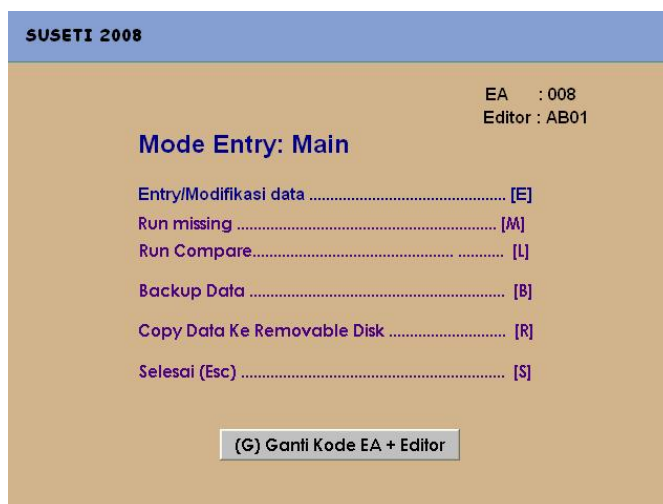 SUSETI 2008
EA : 008
Editor : AB01
Mode Entry: Main
Entry/Modifikasi data ............................................... [E]
Run missing .............................................................. [M]
Run Compare................................................ ........... [L]
Backup Data ............................................................. [B]
Copy Data Ke Removable Disk ............................ [R]
Selesai (Esc) ............................................................... [S]
(G) Ganti Kode EA + Editor